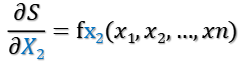 ∂S/∂X₂ = fx₂(x₁, x₂, ..., xn)